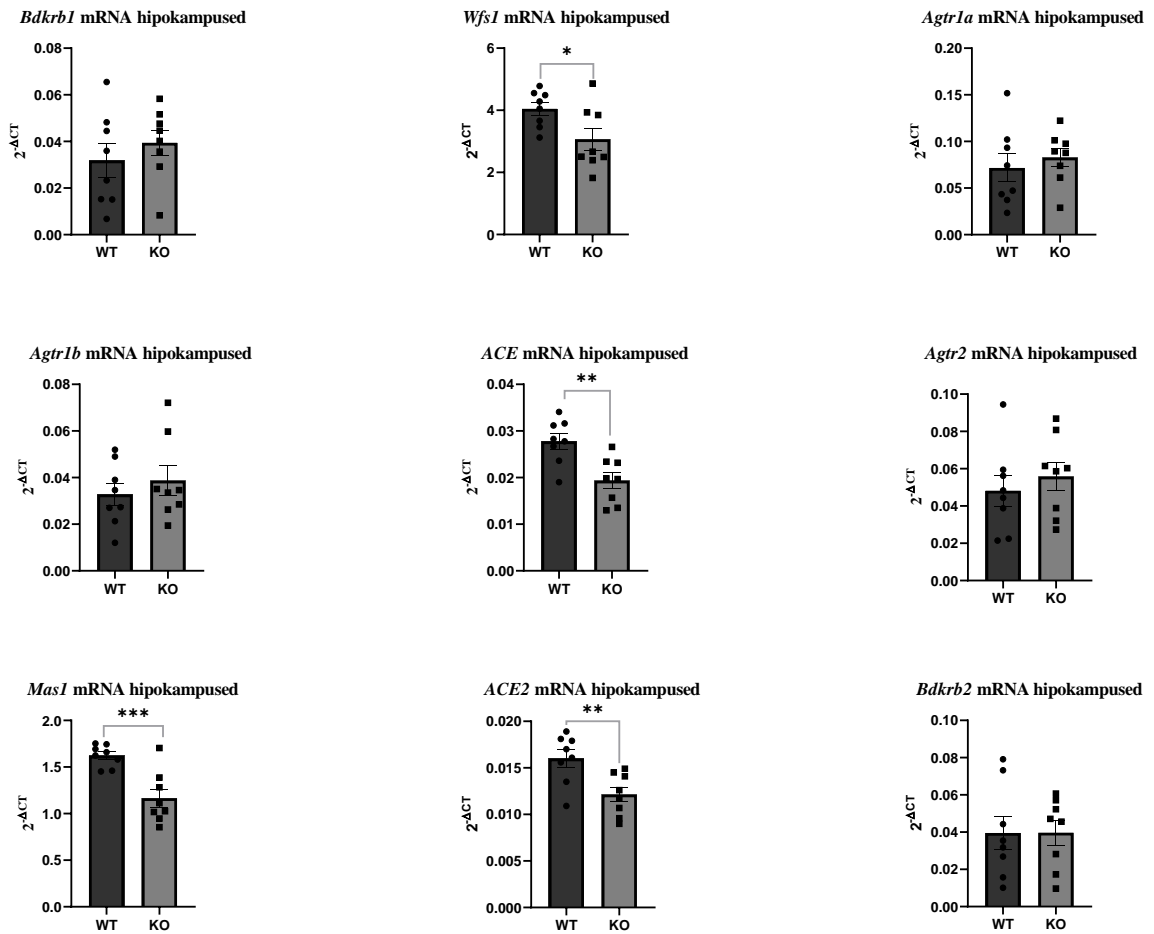 Bdkrb1 mRNA hipokampused
0.08
0.06
0.04
0.02
0.00
2^-ΔCT
WT KO
Wfs1 mRNA hipokampused
6
4
2
0
2^-ΔCT
*
WT KO
Agtr1a mRNA hipokampused
0.20
0.15
0.10
0.05
0.00
2^-ΔCT
WT KO
Agtr1b mRNA hipokampused
0.08
0.06
0.04
0.02
0.00
2^-ΔCT
WT KO
ACE mRNA hipokampused
0.04
0.03
0.02
0.01
0.00
2^-ΔCT
**
WT KO
Agtr2 mRNA hipokampused
0.10
0.08
0.06
0.04
0.02
0.00
2^-ΔCT
WT KO
Mas1 mRNA hipokampused
2.0
1.5
1.0
0.5
0.0
2^-ΔCT
***
WT KO
ACE2 mRNA hipokampused
0.020
0.015
0.010
0.005
0.000
2^-ΔCT
**
WT KO
Bdkrb2 mRNA hipokampused
0.10
0.08
0.06
0.04
0.02
0.00
2^-ΔCT
WT KO